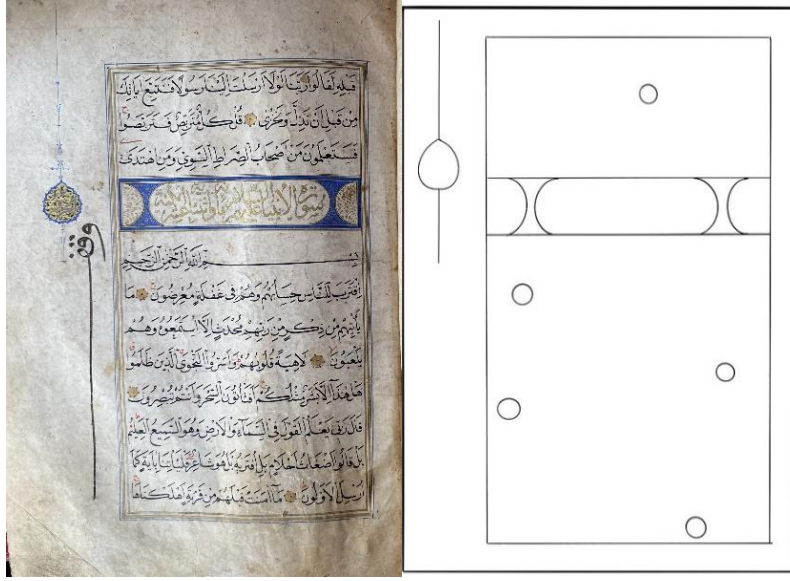 قبله لقالوا ربنا لولا ارسلت الينا رسولا فنتبع اياتك
من قبل ان نذل ونخزى قل كل متربص فتربصوا
فستعلمون من اصحاب الصراط السوي ومن اهتدى
سورة الانبياء
بسم الله الرحمن الرحيم
اقترب للناس حسابهم وهم في غفلة معرضون ما
يأتيهم من ذكر من ربهم محدث الا استمعوه وهم
يلعبون لاهية قلوبهم واسروا النجوى الذين ظلموا
هل هذا الا بشر مثلكم افتأتون السحر وانتم تبصرون
قال ربي يعلم القول في السماء والارض وهو السميع العليم
بل قالوا اضغاث احلام بل افتراه بل هو شاعر فليأتنا باية كما
ارسل الاولون ما امنت قبلهم من قرية اهلكناها
وقف